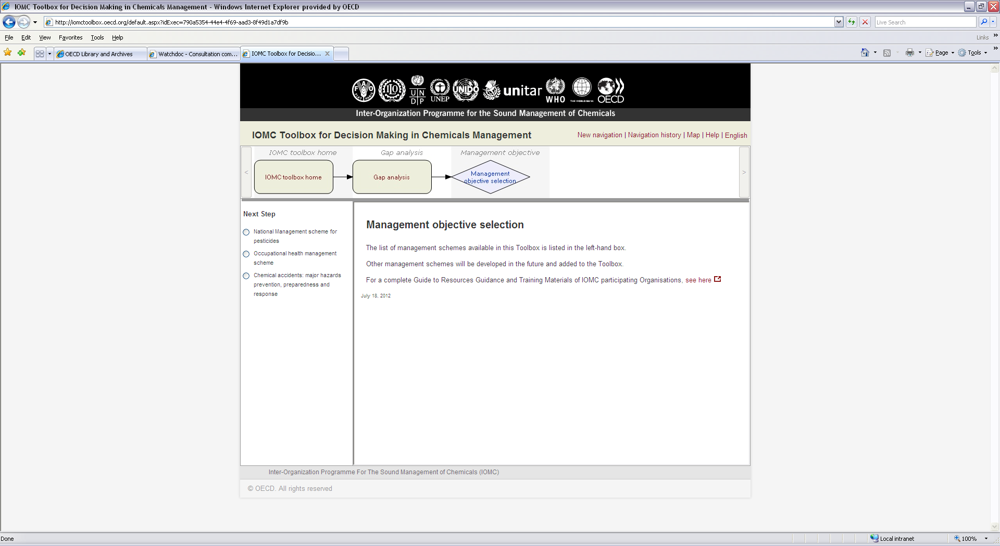 IOMC Toolbox for Decision Making in Chemicals Management - Windows Internet Explorer provided by OECD
http://iomctoolbox.oecd.org/default.aspx?idExec=790a5354-44e4-4f69-aad3-8f49d1a7df9b
Live Search
File Edit View Favorites Tools Help
Links
OECD Library and Archives
Watchdoc - Consultation com...
IOMC Toolbox for Decisio...
Page
Tools
FAO
FIAT PANIS
ILO
UNDP
UNEP
UNIDO
unitar
WHO
THE WORLD BANK
OECD
Inter-Organization Programme for the Sound Management of Chemicals
IOMC Toolbox for Decision Making in Chemicals Management
New navigation | Navigation history | Map | Help | English
IOMC toolbox home
Gap analysis
Management objective
<
IOMC toolbox home
Gap analysis
Management
objective selection
>
Next Step
National Management scheme for
pesticides
Occupational health management
scheme
Chemical accidents: major hazards
prevention, preparedness and
response
Management objective selection
The list of management schemes available in this Toolbox is listed in the left-hand box.
Other management schemes will be developed in the future and added to the Toolbox.
For a complete Guide to Resources Guidance and Training Materials of IOMC participating Organisations, see here
July 18, 2012
Inter-Organization Programme For The Sound Management of Chemicals (IOMC)
© OECD. All rights reserved
Done
Local intranet
100%